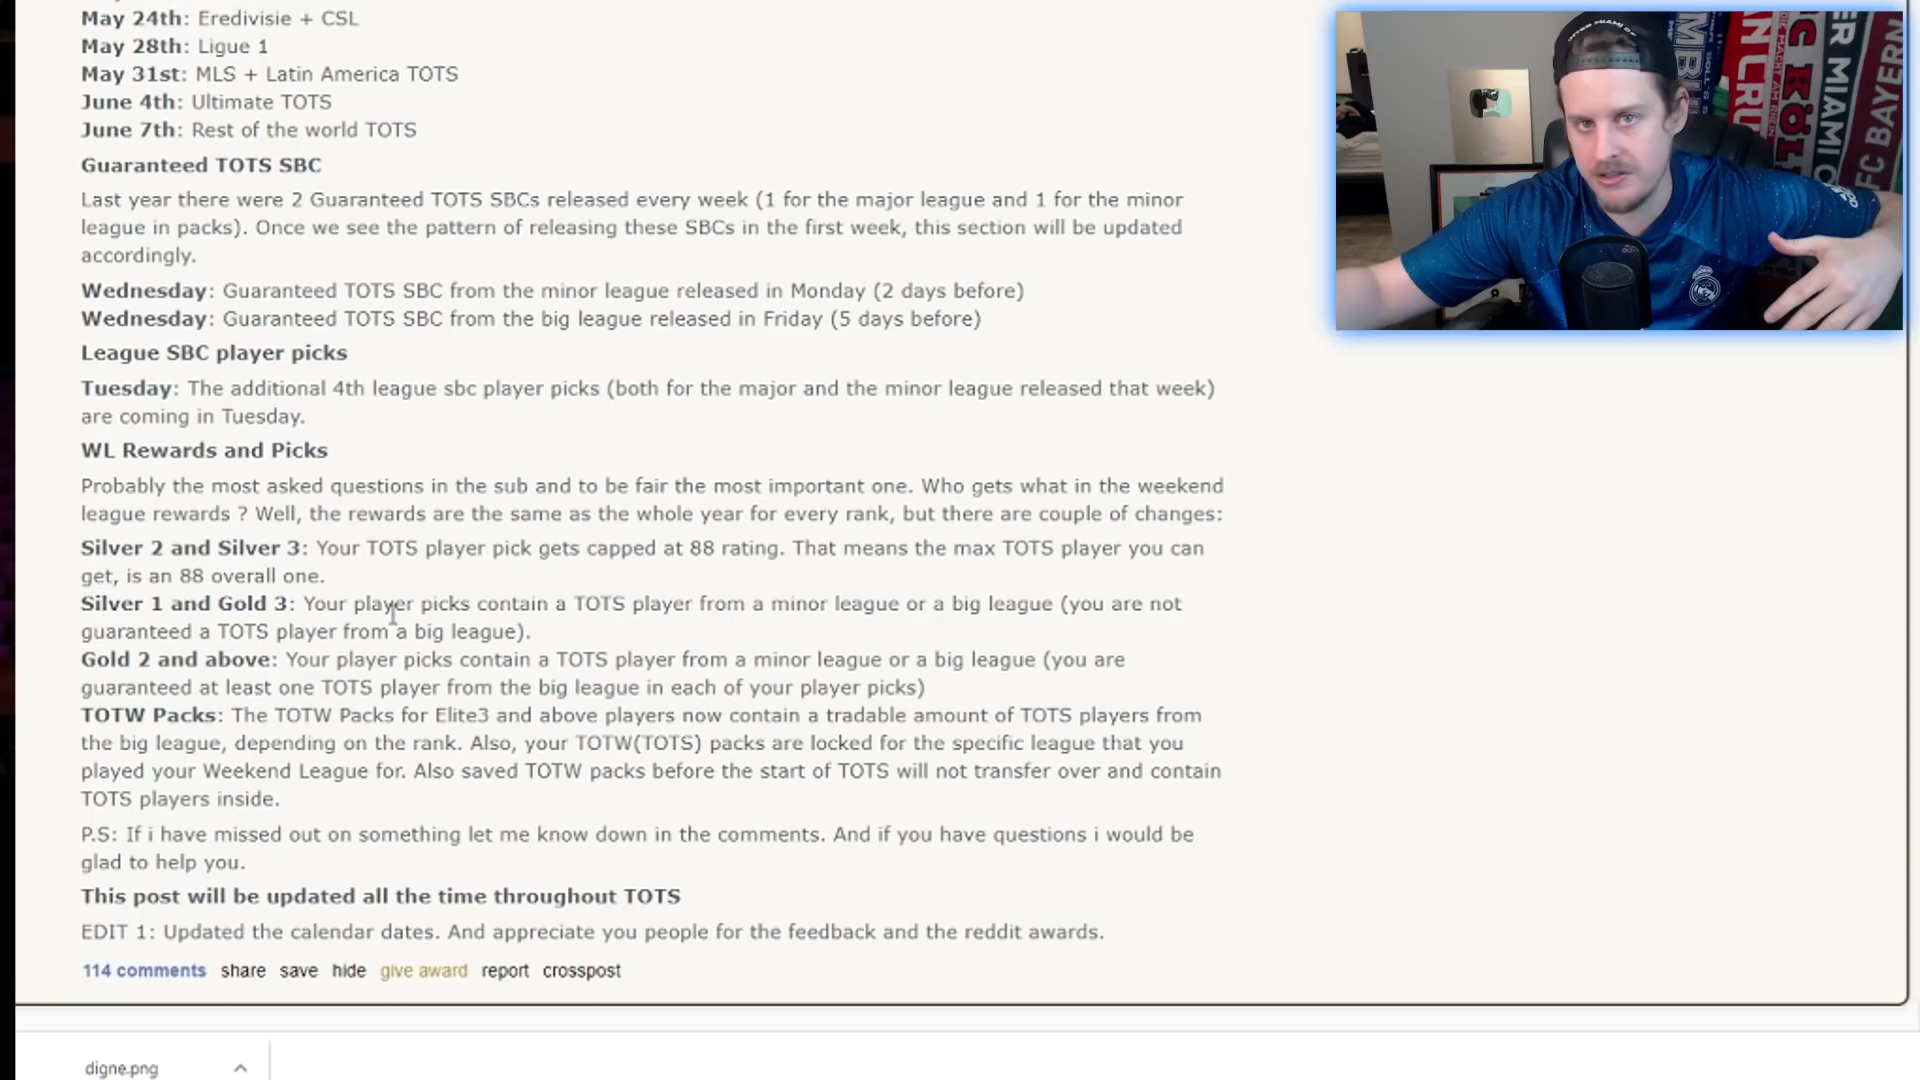 May 24th: Eredivisie + CSL
May 28th: Ligue 1
May 31st: MLS + Latin America TOTS
June 4th: Ultimate TOTS
June 7th: Rest of the world TOTS
Guaranteed TOTS SBC
Last year there were 2 Guaranteed TOTS SBCs released every week (1 for the major league and 1 for the minor
league in packs). Once we see the pattern of releasing these SBCs in the first week, this section will be updated
accordingly.
Wednesday: Guaranteed TOTS SBC from the minor league released in Monday (2 days before)
Wednesday: Guaranteed TOTS SBC from the big league released in Friday (5 days before)
League SBC player picks
Tuesday: The additional 4th league sbc player picks (both for the major and the minor league released that week)
are coming in Tuesday.
WL Rewards and Picks
Probably the most asked questions in the sub and to be fair the most important one. Who gets what in the weekend
league rewards ? Well, the rewards are the same as the whole year for every rank, but there are couple of changes:
Silver 2 and Silver 3: Your TOTS player pick gets capped at 88 rating. That means the max TOTS player you can
get, is an 88 overall one.
Silver 1 and Gold 3: Your player picks contain a TOTS player from a minor league or a big league (you are not
guaranteed a TOTS player from a big league).
Gold 2 and above: Your player picks contain a TOTS player from a minor league or a big league (you are
guaranteed at least one TOTS player from the big league in each of your player picks)
TOTW Packs: The TOTW Packs for Elite3 and above players now contain a tradable amount of TOTS players from
the big league, depending on the rank. Also, your TOTW(TOTS) packs are locked for the specific league that you
played your Weekend League for. Also saved TOTW packs before the start of TOTS will not transfer over and contain
TOTS players inside.
P.S: If i have missed out on something let me know down in the comments. And if you have questions i would be
glad to help you.
This post will be updated all the time throughout TOTS
EDIT 1: Updated the calendar dates. And appreciate you people for the feedback and the reddit awards.
114 comments share save hide give award report crosspost
digne.png
INTER MIAMI CF
ER MIAMI C
FC BAYERN